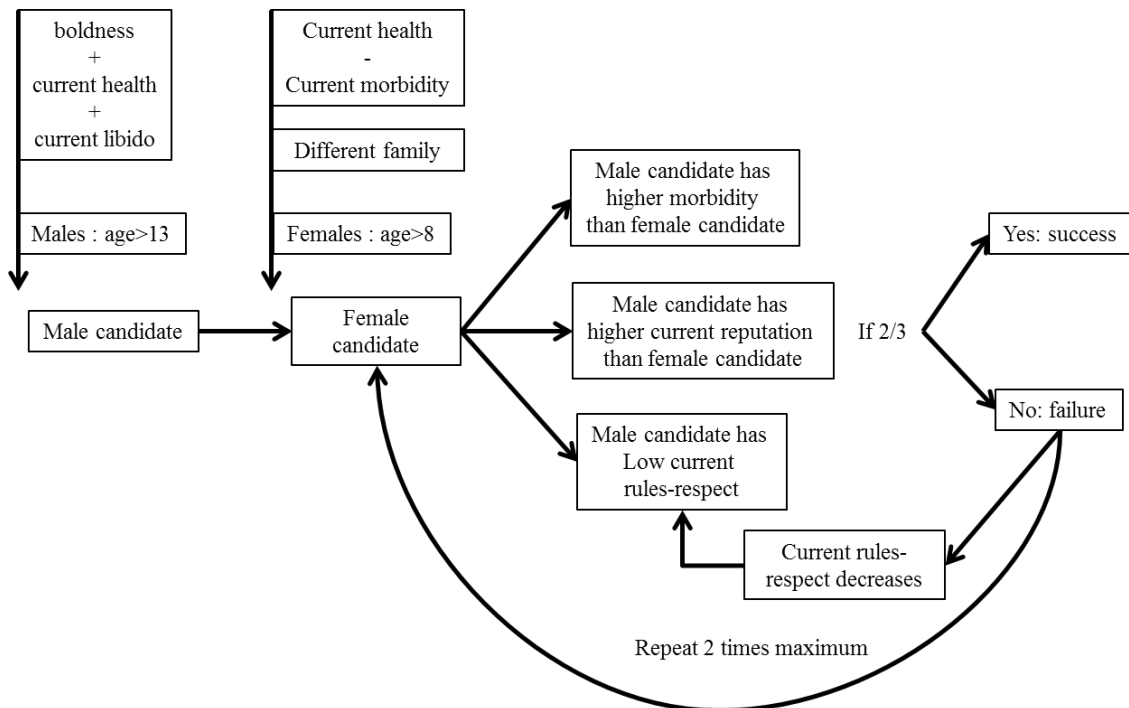 boldness
+
current health
+
current libido
Males : age>13
Male candidate
Current health
-
Current morbidity
Different family
Females : age>8
Female
candidate
Male candidate has
higher morbidity
than female candidate
Male candidate has
higher current reputation
than female candidate
Male candidate has
Low current
rules-respect
If 2/3
Yes: success
No: failure
Current rules-
respect decreases
Repeat 2 times maximum